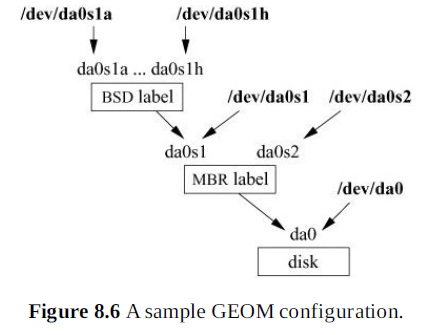 /dev/da0s1a /dev/da0s1h
da0s1a ... da0s1h
BSD label /dev/da0s1 /dev/da0s2
da0s1 da0s2
MBR label /dev/da0
da0
disk
Figure 8.6 A sample GEOM configuration.